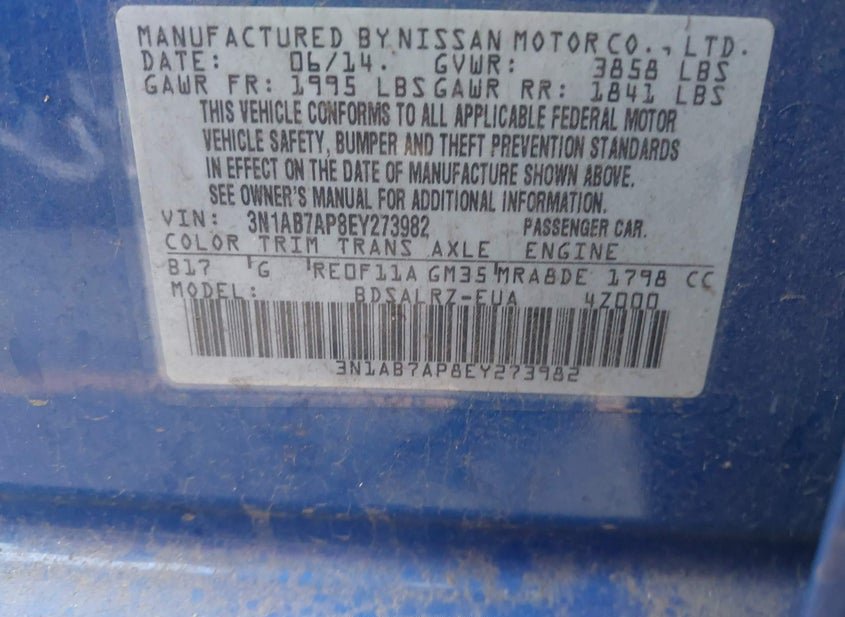 MANUFACTURED BY NISSAN MOTOR CO., LTD.
DATE: 06/14. GVWR: 3858 LBS
GAWR FR: 1995 LBS GAWR RR: 1841 LBS
THIS VEHICLE CONFORMS TO ALL APPLICABLE FEDERAL MOTOR
VEHICLE SAFETY, BUMPER AND THEFT PREVENTION STANDARDS
IN EFFECT ON THE DATE OF MANUFACTURE SHOWN ABOVE.
SEE OWNER'S MANUAL FOR ADDITIONAL INFORMATION.
VIN: 3N1AB7AP8EY273982 PASSENGER CAR.
COLOR TRIM TRANS AXLE ENGINE
B17 G RE0F11A GM35 MRA8DE 1798 CC
MODEL: BDSALRZ-EUA 4Z000
3N1AB7AP8EY273982